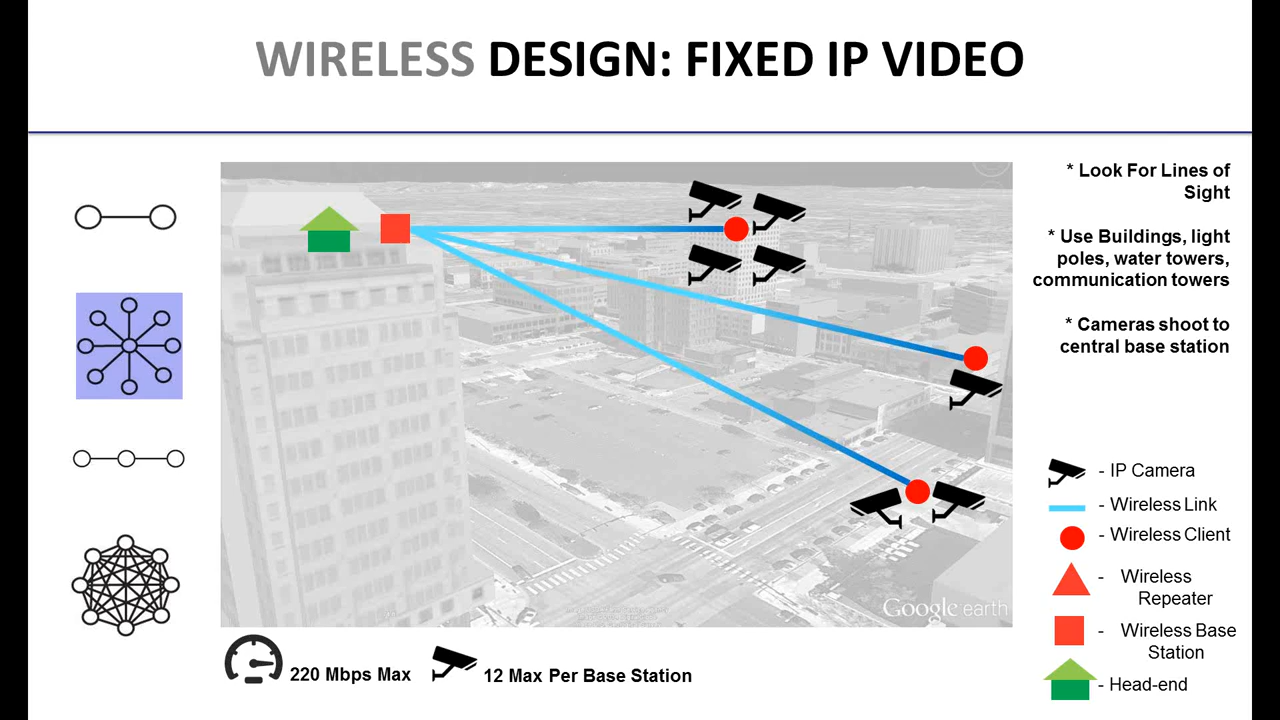 WIRELESS DESIGN: FIXED IP VIDEO
* Look For Lines of
Sight
* Use Buildings, light
poles, water towers,
communication towers
* Cameras shoot to
central base station
- IP Camera
- Wireless Link
- Wireless Client
- Wireless
Repeater
- Wireless Base
Station
- Head-end
Google earth
220 Mbps Max
12 Max Per Base Station